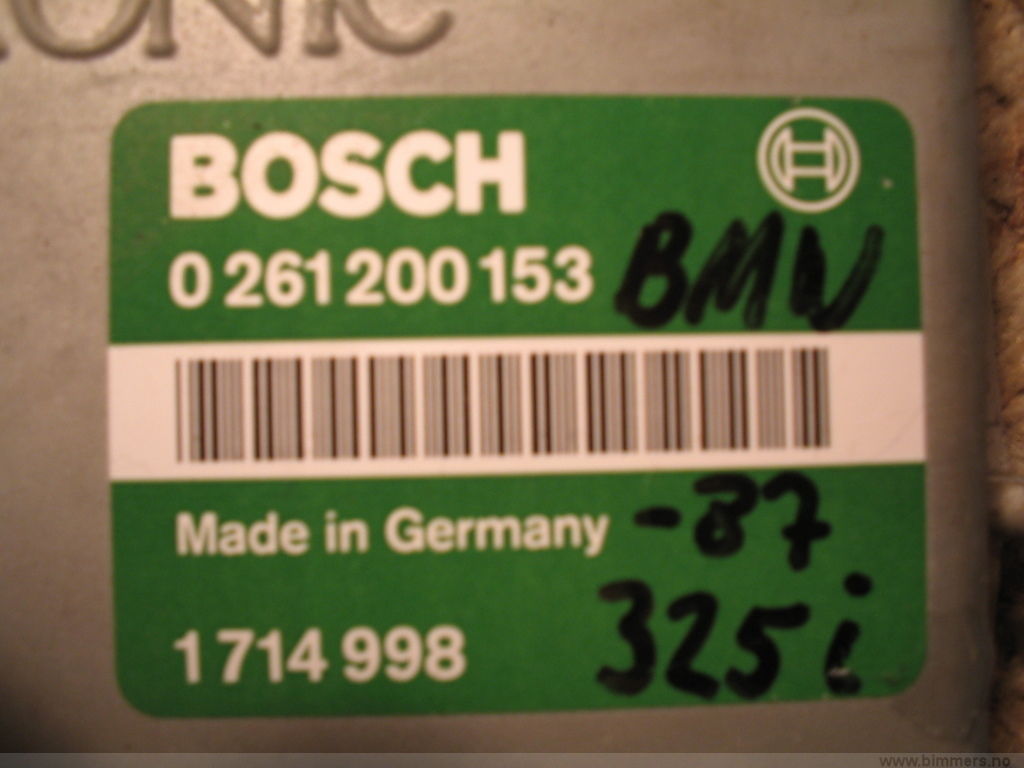 BOSCH
0 261 200 153 BMW
Made in Germany -87
1 714 998 325i
www.bimmers.no